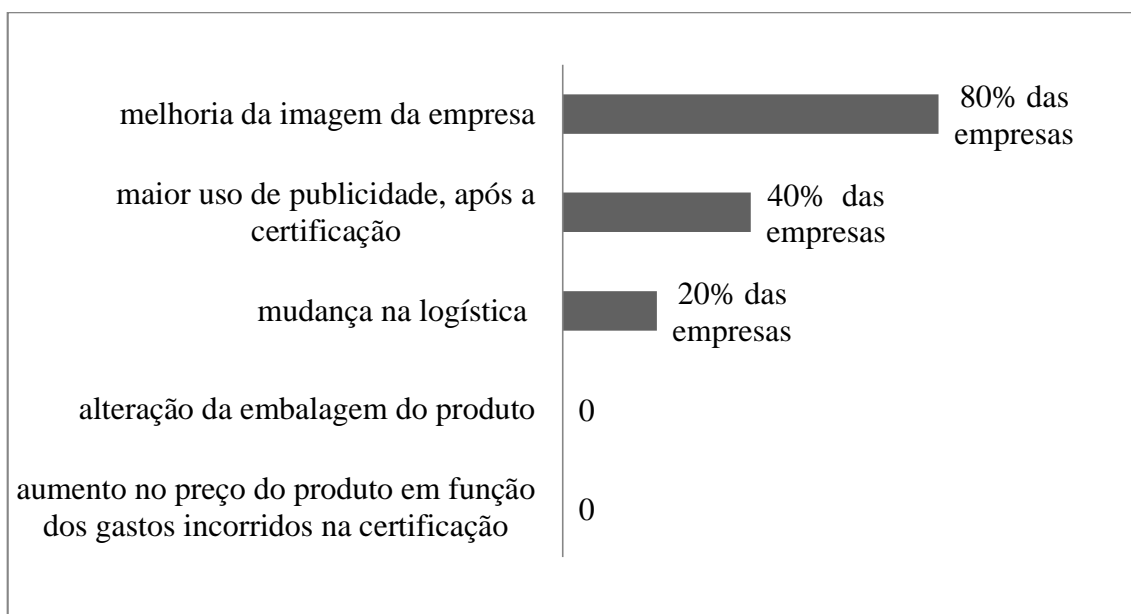 melhoria da imagem da empresa
80% das
empresas
maior uso de publicidade, após a
certificação
40% das
empresas
mudança na logística
20% das
empresas
alteração da embalagem do produto
0
aumento no preço do produto em função
dos gastos incorridos na certificação
0